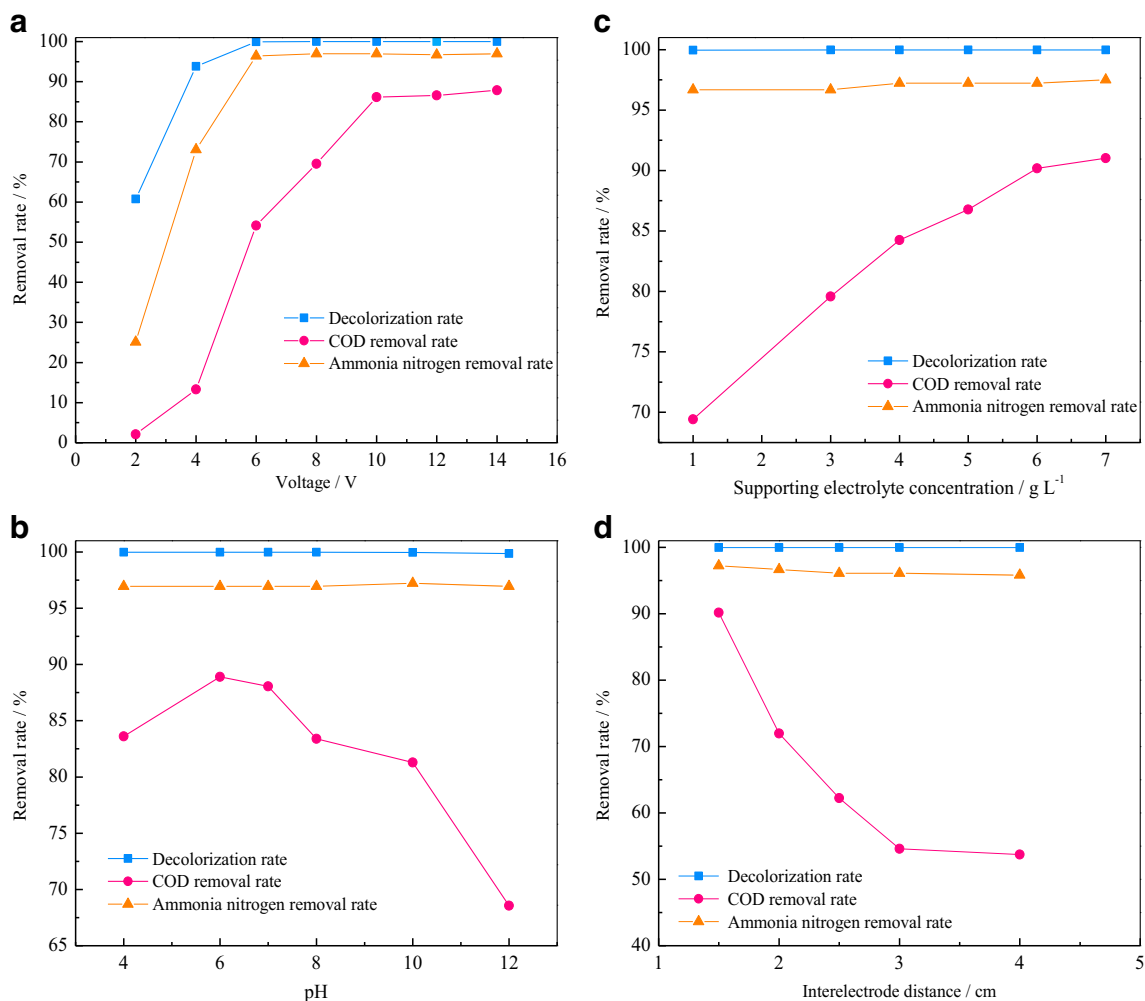 a
100
90
80
70
60
50
40
30
20
10
0
Removal rate / %
Decolorization rate
COD removal rate
Ammonia nitrogen removal rate
0 2 4 6 8 10 12 14 16
Voltage / V
c
100
95
90
85
80
75
70
Removal rate / %
Decolorization rate
COD removal rate
Ammonia nitrogen removal rate
1 2 3 4 5 6 7
Supporting electrolyte concentration / g L-1
b
100
95
90
85
80
75
70
65
Removal rate / %
Decolorization rate
COD removal rate
Ammonia nitrogen removal rate
4 6 8 10 12
pH
d
100
90
80
70
60
50
40
Removal rate / %
Decolorization rate
COD removal rate
Ammonia nitrogen removal rate
1 2 3 4 5
Interelectrode distance / cm